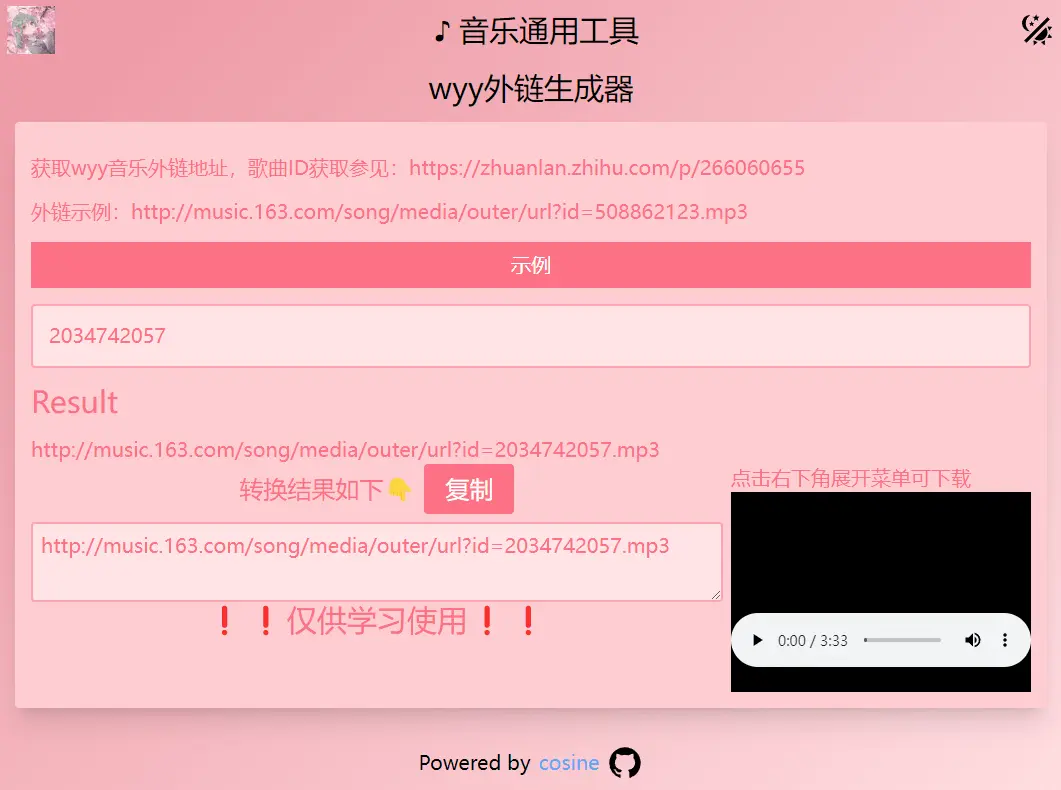 ♪ 音乐通用工具
wyy外链生成器
获取wyy音乐外链地址，歌曲ID获取参见：https://zhuanlan.zhihu.com/p/266060655
外链示例：http://music.163.com/song/media/outer/url?id=508862123.mp3
示例
2034742057
Result
http://music.163.com/song/media/outer/url?id=2034742057.mp3
转换结果如下👇 复制
http://music.163.com/song/media/outer/url?id=2034742057.mp3
❗❗仅供学习使用❗❗
点击右下角展开菜单可下载
0:00 / 3:33
Powered by cosine